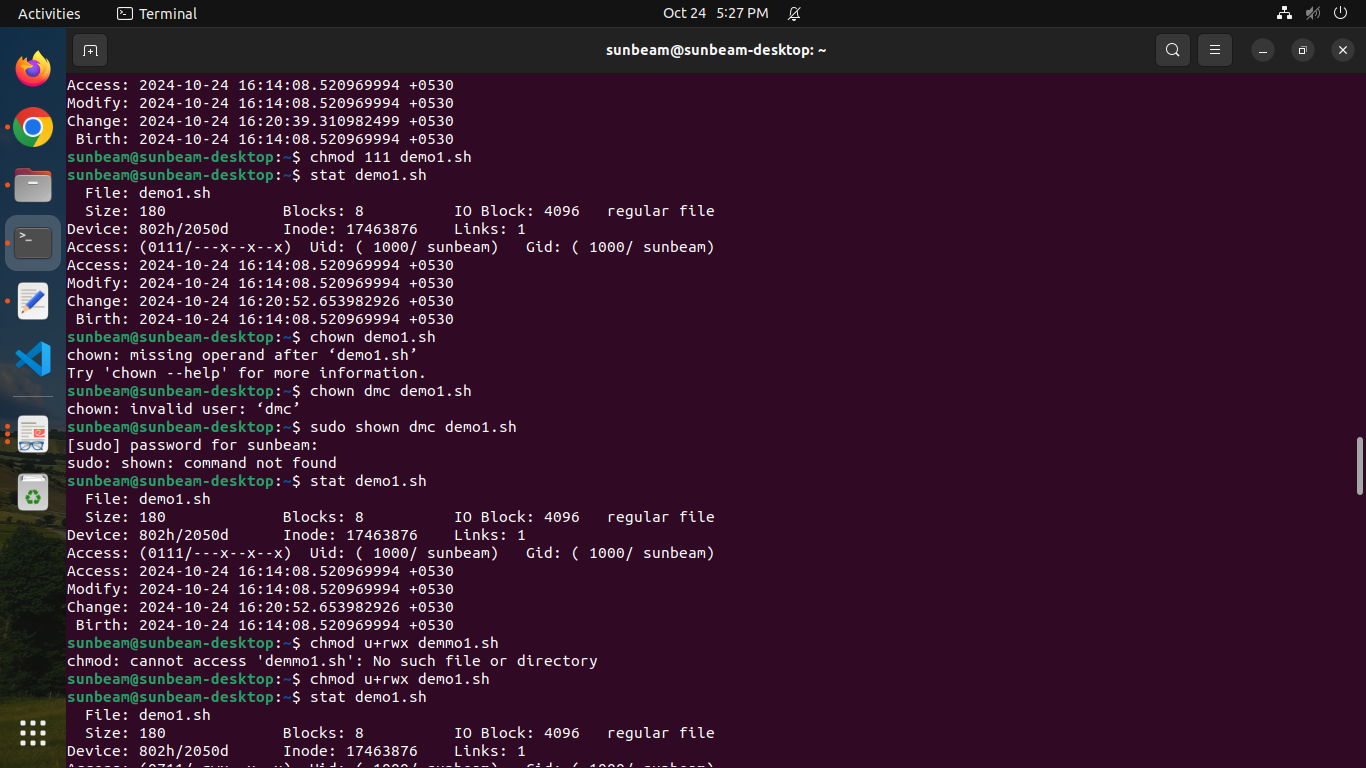 Activities
Terminal
Oct 24 5:27 PM
sunbeam@sunbeam-desktop: ~
Access: 2024-10-24 16:14:08.520969994 +0530
Modify: 2024-10-24 16:14:08.520969994 +0530
Change: 2024-10-24 16:20:39.310982499 +0530
 Birth: 2024-10-24 16:14:08.520969994 +0530
sunbeam@sunbeam-desktop:~$ chmod 111 demo1.sh
sunbeam@sunbeam-desktop:~$ stat demo1.sh
  File: demo1.sh
  Size: 180             Blocks: 8          IO Block: 4096   regular file
Device: 802h/2050d      Inode: 17463876    Links: 1
Access: (0111/---x--x--x)  Uid: ( 1000/ sunbeam)   Gid: ( 1000/ sunbeam)
Access: 2024-10-24 16:14:08.520969994 +0530
Modify: 2024-10-24 16:14:08.520969994 +0530
Change: 2024-10-24 16:20:52.653982926 +0530
 Birth: 2024-10-24 16:14:08.520969994 +0530
sunbeam@sunbeam-desktop:~$ chown demo1.sh
chown: missing operand after ‘demo1.sh’
Try 'chown --help' for more information.
sunbeam@sunbeam-desktop:~$ chown dmc demo1.sh
chown: invalid user: ‘dmc’
sunbeam@sunbeam-desktop:~$ sudo shown dmc demo1.sh
[sudo] password for sunbeam:
sudo: shown: command not found
sunbeam@sunbeam-desktop:~$ stat demo1.sh
  File: demo1.sh
  Size: 180             Blocks: 8          IO Block: 4096   regular file
Device: 802h/2050d      Inode: 17463876    Links: 1
Access: (0111/---x--x--x)  Uid: ( 1000/ sunbeam)   Gid: ( 1000/ sunbeam)
Access: 2024-10-24 16:14:08.520969994 +0530
Modify: 2024-10-24 16:14:08.520969994 +0530
Change: 2024-10-24 16:20:52.653982926 +0530
 Birth: 2024-10-24 16:14:08.520969994 +0530
sunbeam@sunbeam-desktop:~$ chmod u+rwx demmo1.sh
chmod: cannot access 'demmo1.sh': No such file or directory
sunbeam@sunbeam-desktop:~$ chmod u+rwx demo1.sh
sunbeam@sunbeam-desktop:~$ stat demo1.sh
  File: demo1.sh
  Size: 180             Blocks: 8          IO Block: 4096   regular file
Device: 802h/2050d      Inode: 17463876    Links: 1